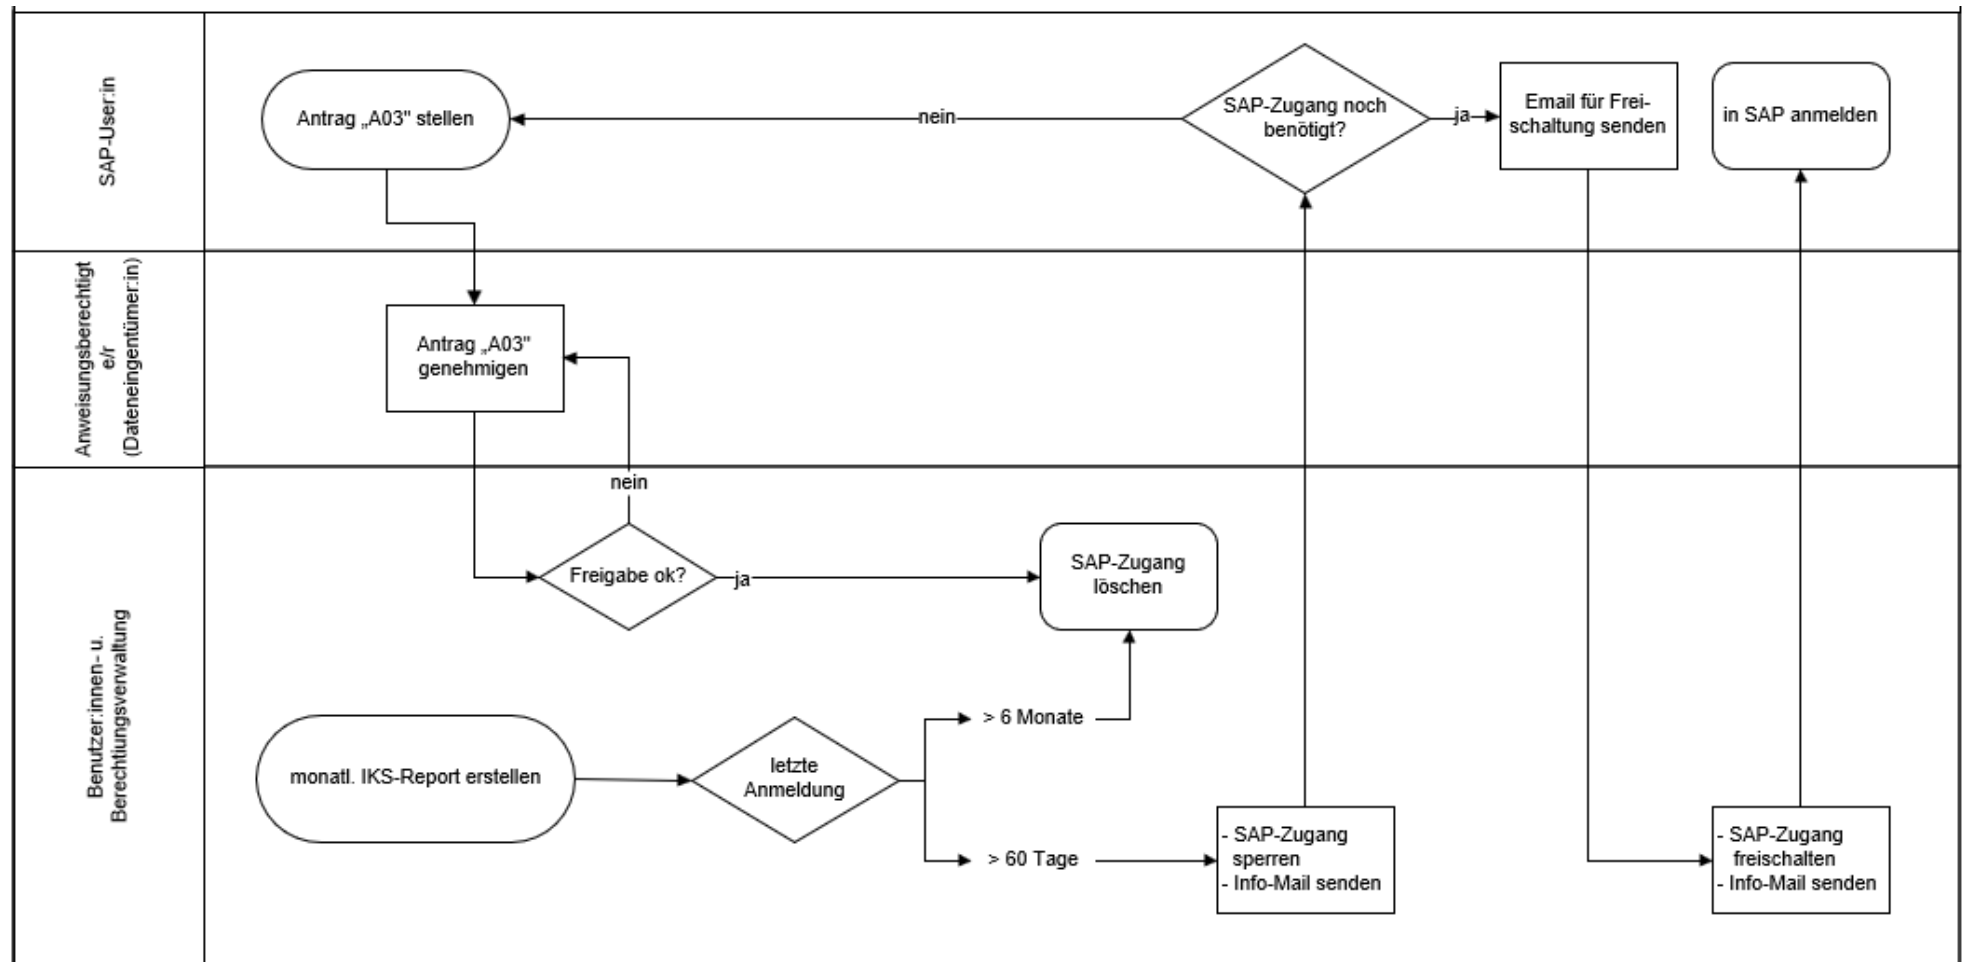 SAP-User:in
Antrag „A03" stellen
nein
SAP-Zugang noch
benötigt?
ja
Email für Frei-
schaltung senden
in SAP anmelden
Anweisungsberechtigt
e/r
(Dateneingentümer:in)
Antrag „A03"
genehmigen
Benutzer:innen- u.
Berechtiungsverwaltung
nein
Freigabe ok?
ja
SAP-Zugang
löschen
monatl. IKS-Report erstellen
letzte
Anmeldung
> 6 Monate
> 60 Tage
- SAP-Zugang
sperren
- Info-Mail senden
- SAP-Zugang
freischalten
- Info-Mail senden